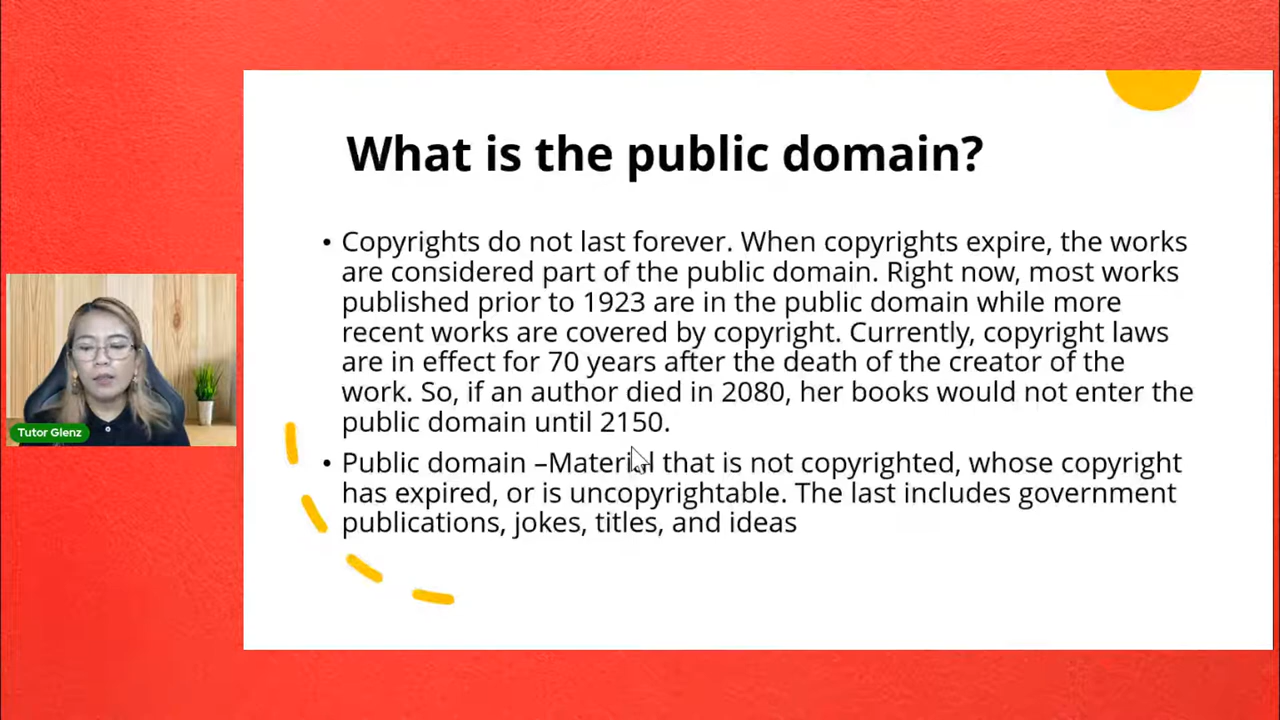 What is the public domain?
• Copyrights do not last forever. When copyrights expire, the works
are considered part of the public domain. Right now, most works
published prior to 1923 are in the public domain while more
recent works are covered by copyright. Currently, copyright laws
are in effect for 70 years after the death of the creator of the
work. So, if an author died in 2080, her books would not enter the
public domain until 2150.
• Public domain –Material that is not copyrighted, whose copyright
has expired, or is uncopyrightable. The last includes government
publications, jokes, titles, and ideas
Tutor Glenz